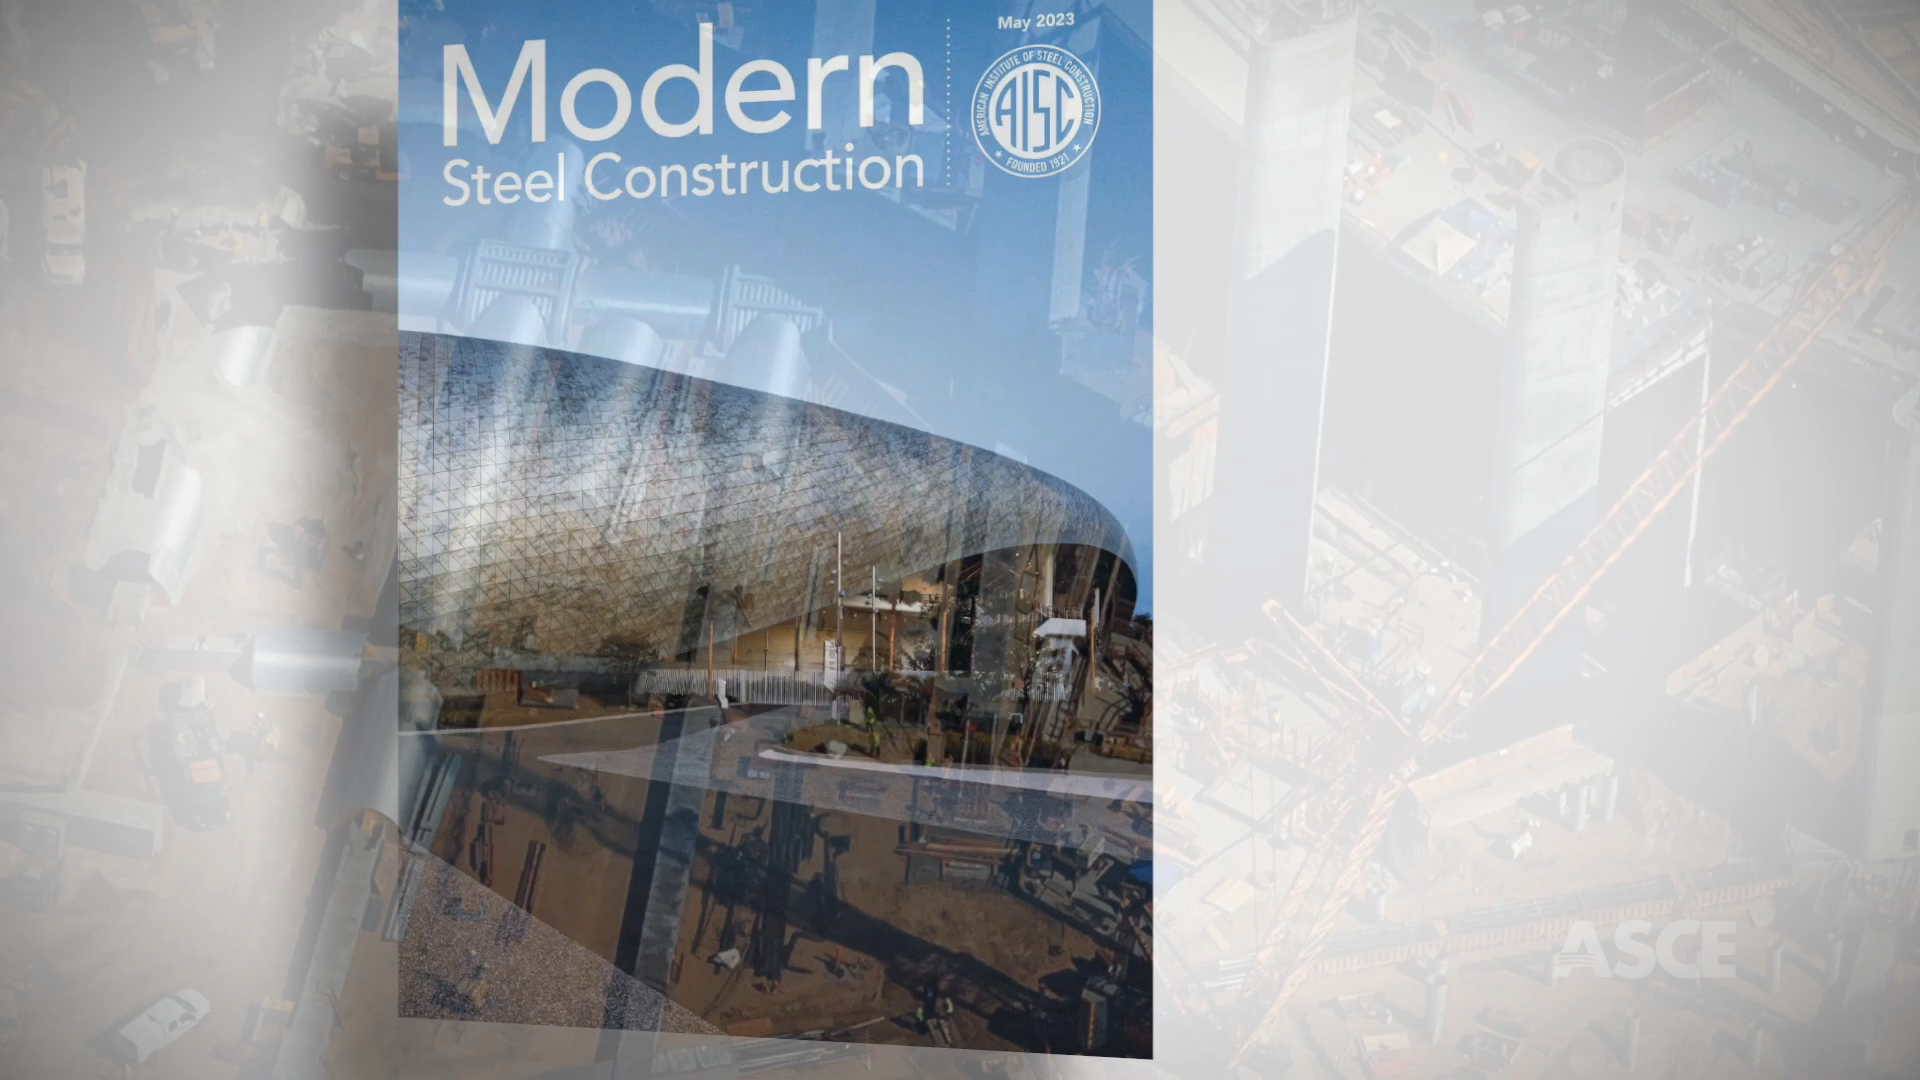 May 2023
Modern
Steel Construction
AMERICAN INSTITUTE OF STEEL CONSTRUCTION
AISC
★ FOUNDED 1921 ★
ASCE